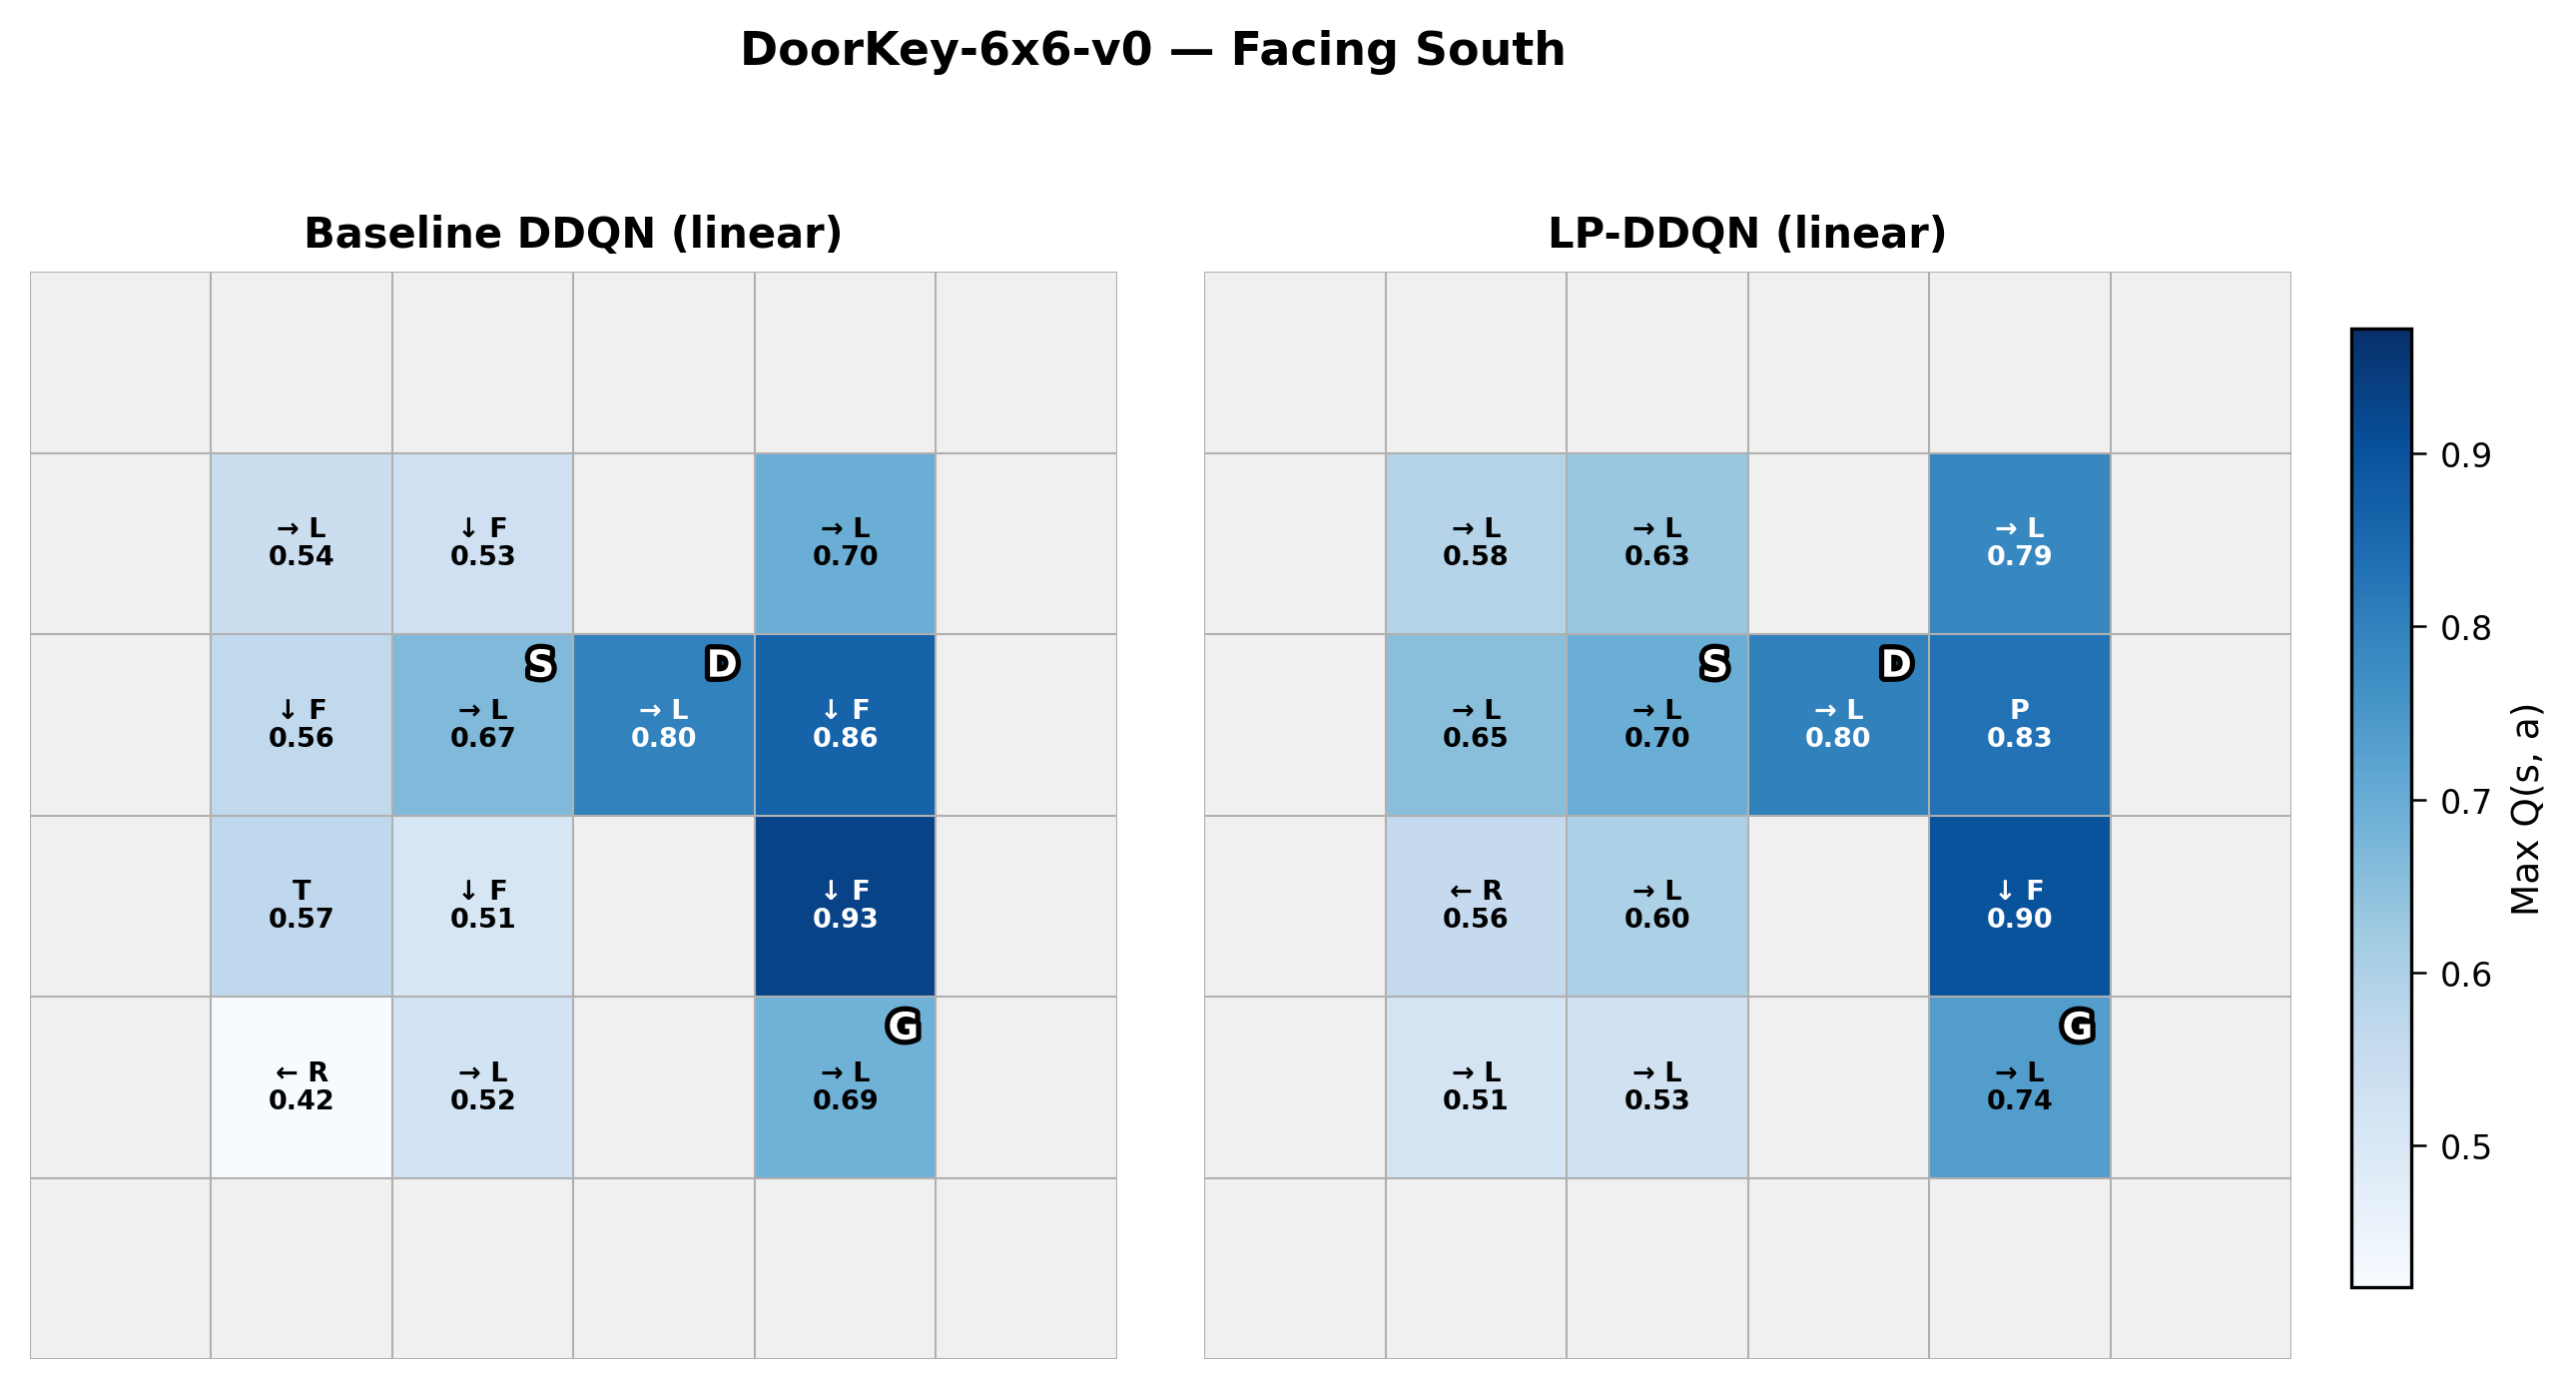 DoorKey-6x6-v0 — Facing South
Baseline DDQN (linear)
→ L
0.54
↓ F
0.53
→ L
0.70
↓ F
0.56
S
→ L
0.67
D
→ L
0.80
↓ F
0.86
T
0.57
↓ F
0.51
↓ F
0.93
← R
0.42
→ L
0.52
G
→ L
0.69
LP-DDQN (linear)
→ L
0.58
→ L
0.63
→ L
0.79
→ L
0.65
S
→ L
0.70
D
→ L
0.80
P
0.83
← R
0.56
→ L
0.60
↓ F
0.90
→ L
0.51
→ L
0.53
G
→ L
0.74
0.9
0.8
0.7
0.6
0.5
Max Q(s, a)